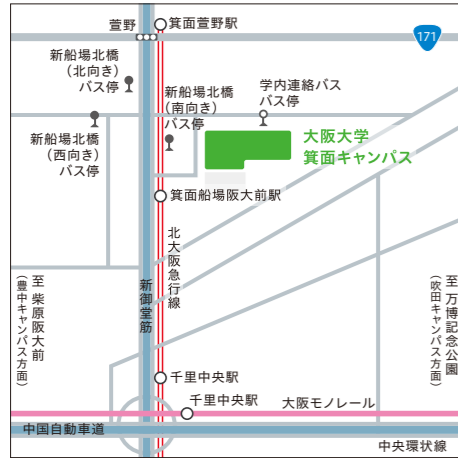 萱野
箕面萱野駅
171
新船場北橋
（北向き）
バス停
新船場北橋
（南向き）
バス停
学内連絡バス
バス停
新船場北橋
（西向き）
バス停
大阪大学
箕面キャンパス
箕面船場阪大前駅
北大阪急行線
新御堂筋
至 柴原阪大前
（豊中キャンパス方面）
至 万博記念公園
（吹田キャンパス方面）
千里中央駅
千里中央駅
大阪モノレール
中国自動車道
中央環状線